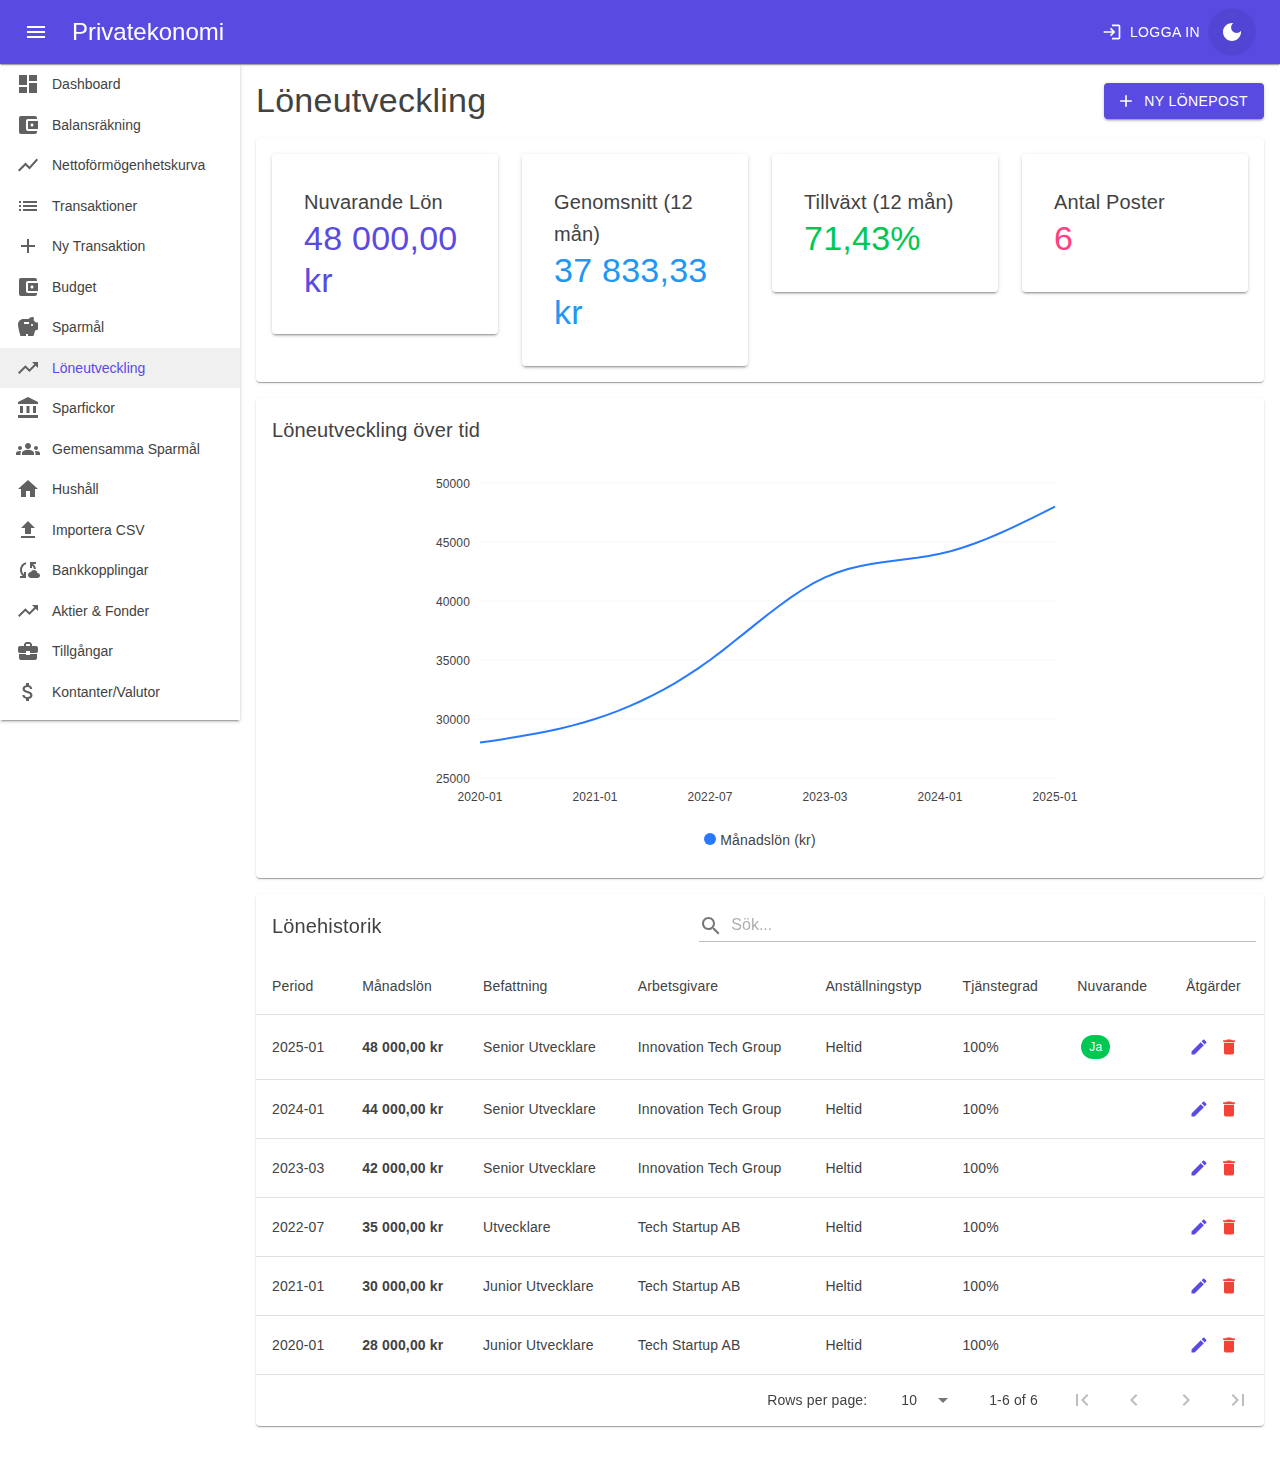 Privatekonomi
LOGGA IN
Dashboard
Balansräkning
Nettoförmögenhetskurva
Transaktioner
Ny Transaktion
Budget
Sparmål
Löneutveckling
Sparfickor
Gemensamma Sparmål
Hushåll
Importera CSV
Bankkopplingar
Aktier & Fonder
Tillgångar
Kontanter/Valutor
Löneutveckling
NY LÖNEPOST
Nuvarande Lön
48 000,00
kr
Genomsnitt (12
mån)
37 833,33
kr
Tillväxt (12 mån)
71,43%
Antal Poster
6
Löneutveckling över tid
50000
45000
40000
35000
30000
25000
2020-01 2021-01 2022-07 2023-03 2024-01 2025-01
Månadslön (kr)
Lönehistorik
Sök...
Period Månadslön Befattning Arbetsgivare Anställningstyp Tjänstegrad Nuvarande Åtgärder
2025-01 48 000,00 kr Senior Utvecklare Innovation Tech Group Heltid 100% Ja
2024-01 44 000,00 kr Senior Utvecklare Innovation Tech Group Heltid 100%
2023-03 42 000,00 kr Senior Utvecklare Innovation Tech Group Heltid 100%
2022-07 35 000,00 kr Utvecklare Tech Startup AB Heltid 100%
2021-01 30 000,00 kr Junior Utvecklare Tech Startup AB Heltid 100%
2020-01 28 000,00 kr Junior Utvecklare Tech Startup AB Heltid 100%
Rows per page: 10 1-6 of 6